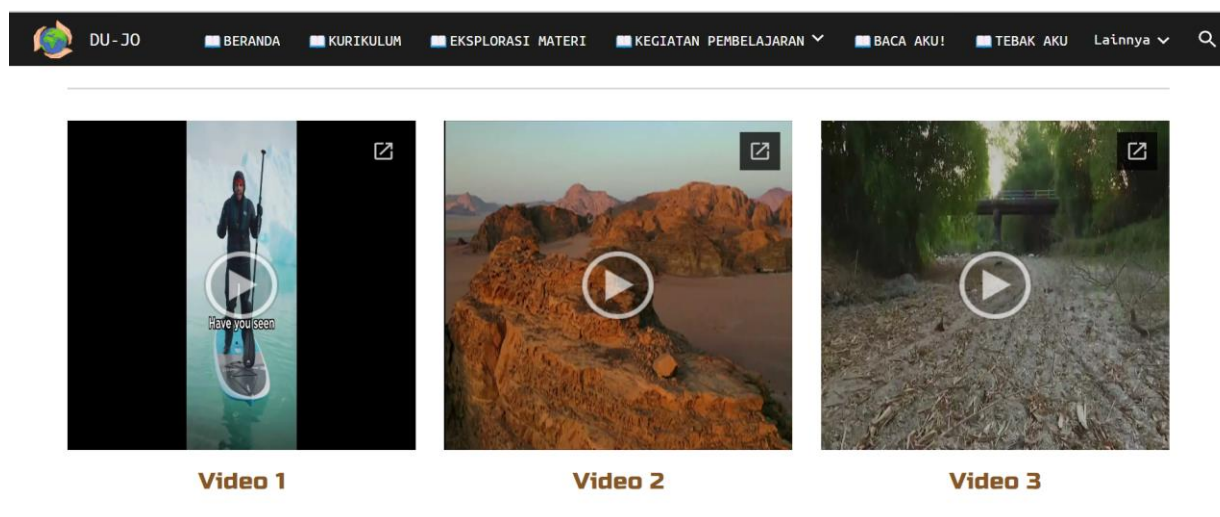 DU-JO
BERANDA
KURIKULUM
EKSPLORASI MATERI
KEGIATAN PEMBELAJARAN
BACA AKU!
TEBAK AKU
Lainnya
Have you seen
Video 1
Video 2
Video 3